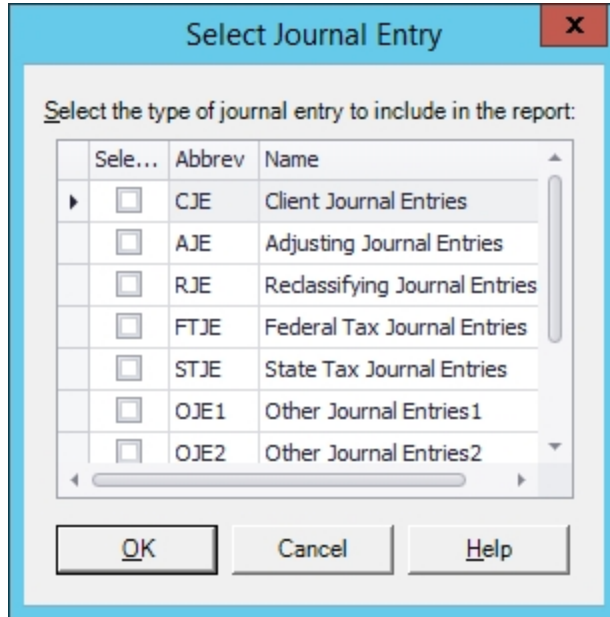 Select Journal Entry
x
Select the type of journal entry to include in the report:
Sele... Abbrev Name
CJE Client Journal Entries
AJE Adjusting Journal Entries
RJE Reclassifying Journal Entries
FTJE Federal Tax Journal Entries
STJE State Tax Journal Entries
OJE1 Other Journal Entries1
OJE2 Other Journal Entries2
OK Cancel Help